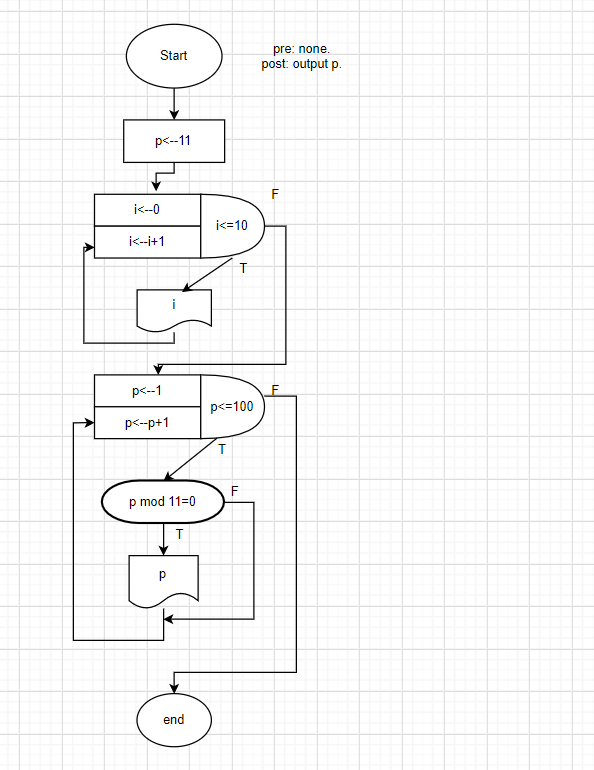 Start
pre: none.
post: output p.
p<--11
F
i<--0
i<=10
i<--i+1
T
i
p<--1
F
p<=100
p<--p+1
T
F
p mod 11=0
T
p
end